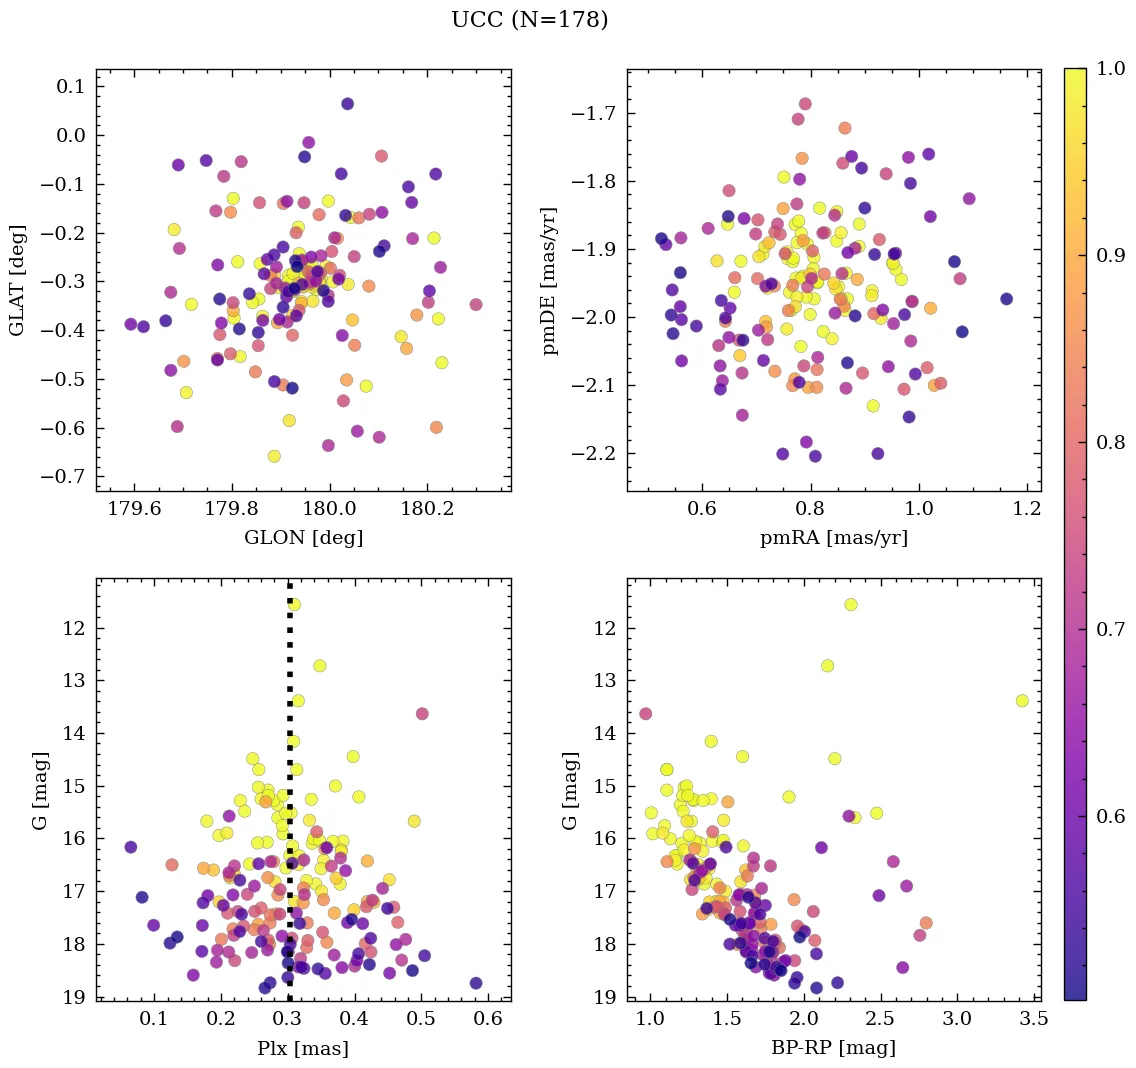 UCC (N=178)
0.1
0.0
−0.1
−0.2
−0.3
−0.4
−0.5
−0.6
−0.7
GLAT [deg]
179.6 179.8 180.0 180.2
GLON [deg]
−1.7
−1.8
−1.9
−2.0
−2.1
−2.2
pmDE [mas/yr]
0.6 0.8 1.0 1.2
pmRA [mas/yr]
12
13
14
15
16
17
18
19
G [mag]
0.1 0.2 0.3 0.4 0.5 0.6
Plx [mas]
12
13
14
15
16
17
18
19
G [mag]
1.0 1.5 2.0 2.5 3.0 3.5
BP-RP [mag]
1.0
0.9
0.8
0.7
0.6